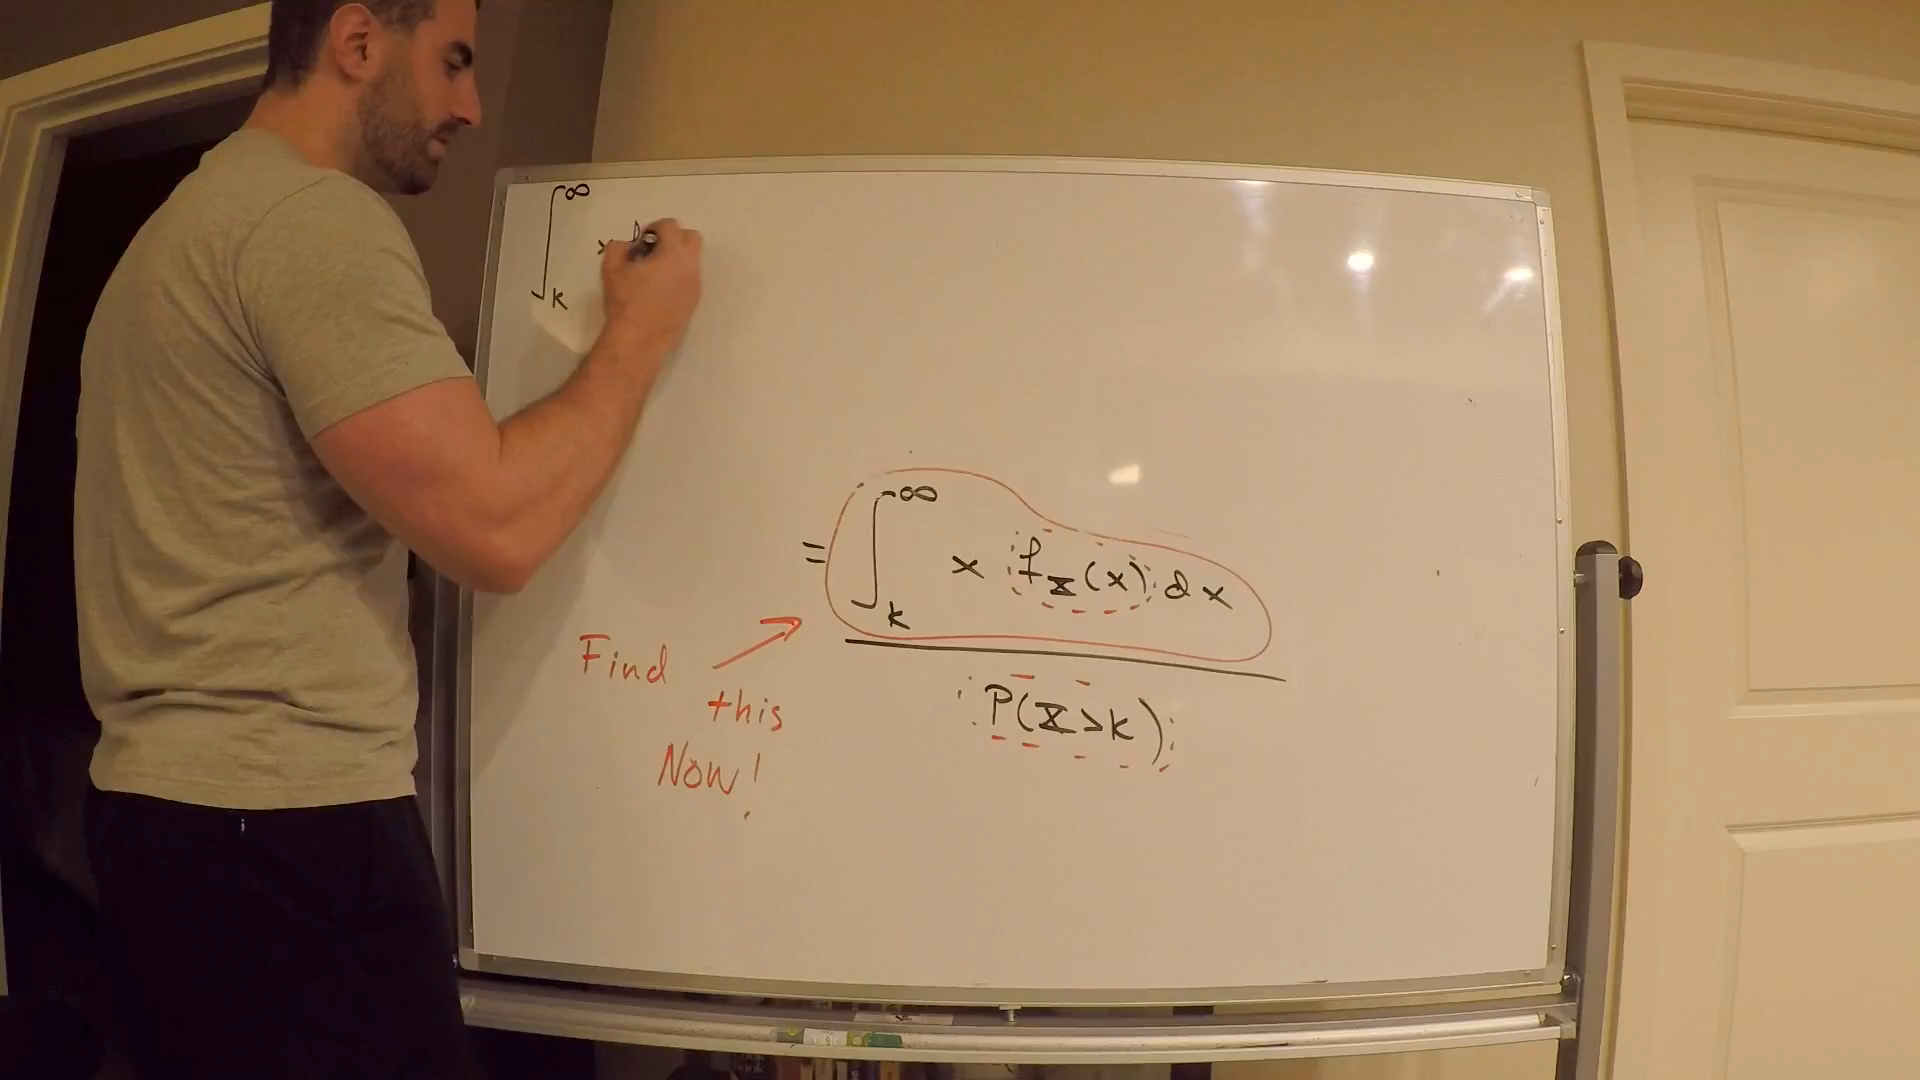 ∫_k^∞ x
= ∫_k^∞ x f_X(x) dx
P(X>k)
Find
this
Now!